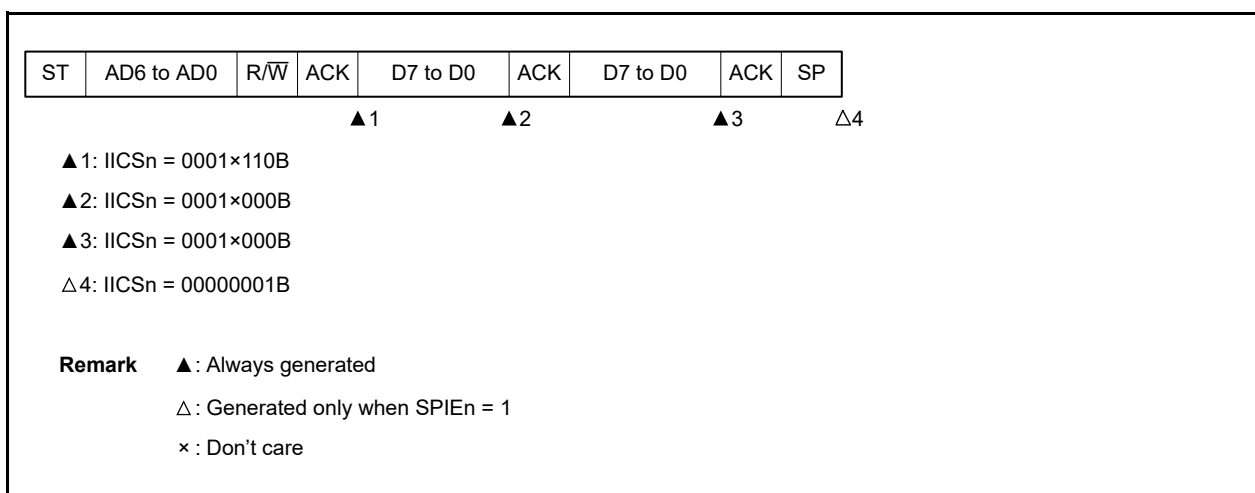 ST AD6 to AD0 R/W̅ ACK D7 to D0 ACK D7 to D0 ACK SP
▲1 ▲2 ▲3 △4
▲1: IICSn = 0001×110B
▲2: IICSn = 0001×000B
▲3: IICSn = 0001×000B
△4: IICSn = 00000001B
Remark ▲: Always generated
△: Generated only when SPIEn = 1
× : Don’t care